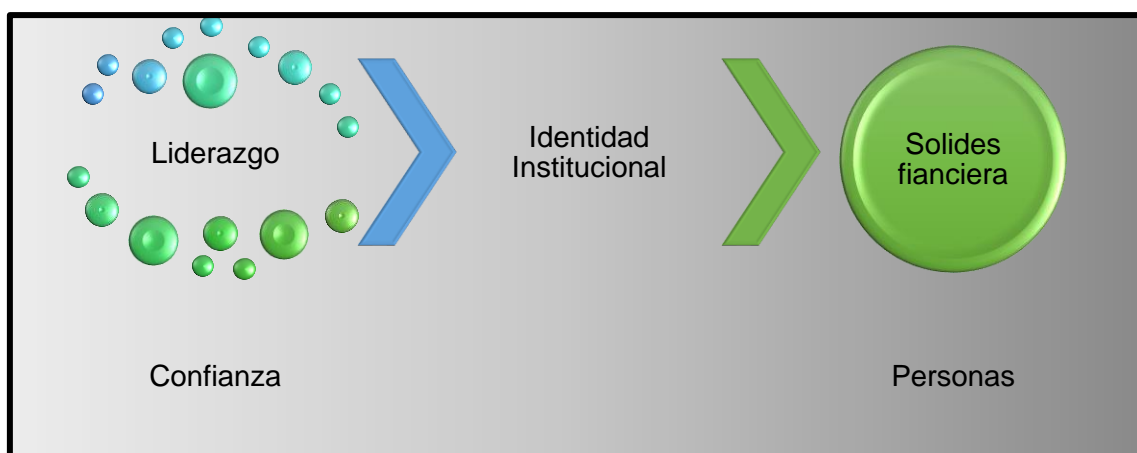 Liderazgo
Identidad
Institucional
Solides
fianciera
Confianza
Personas